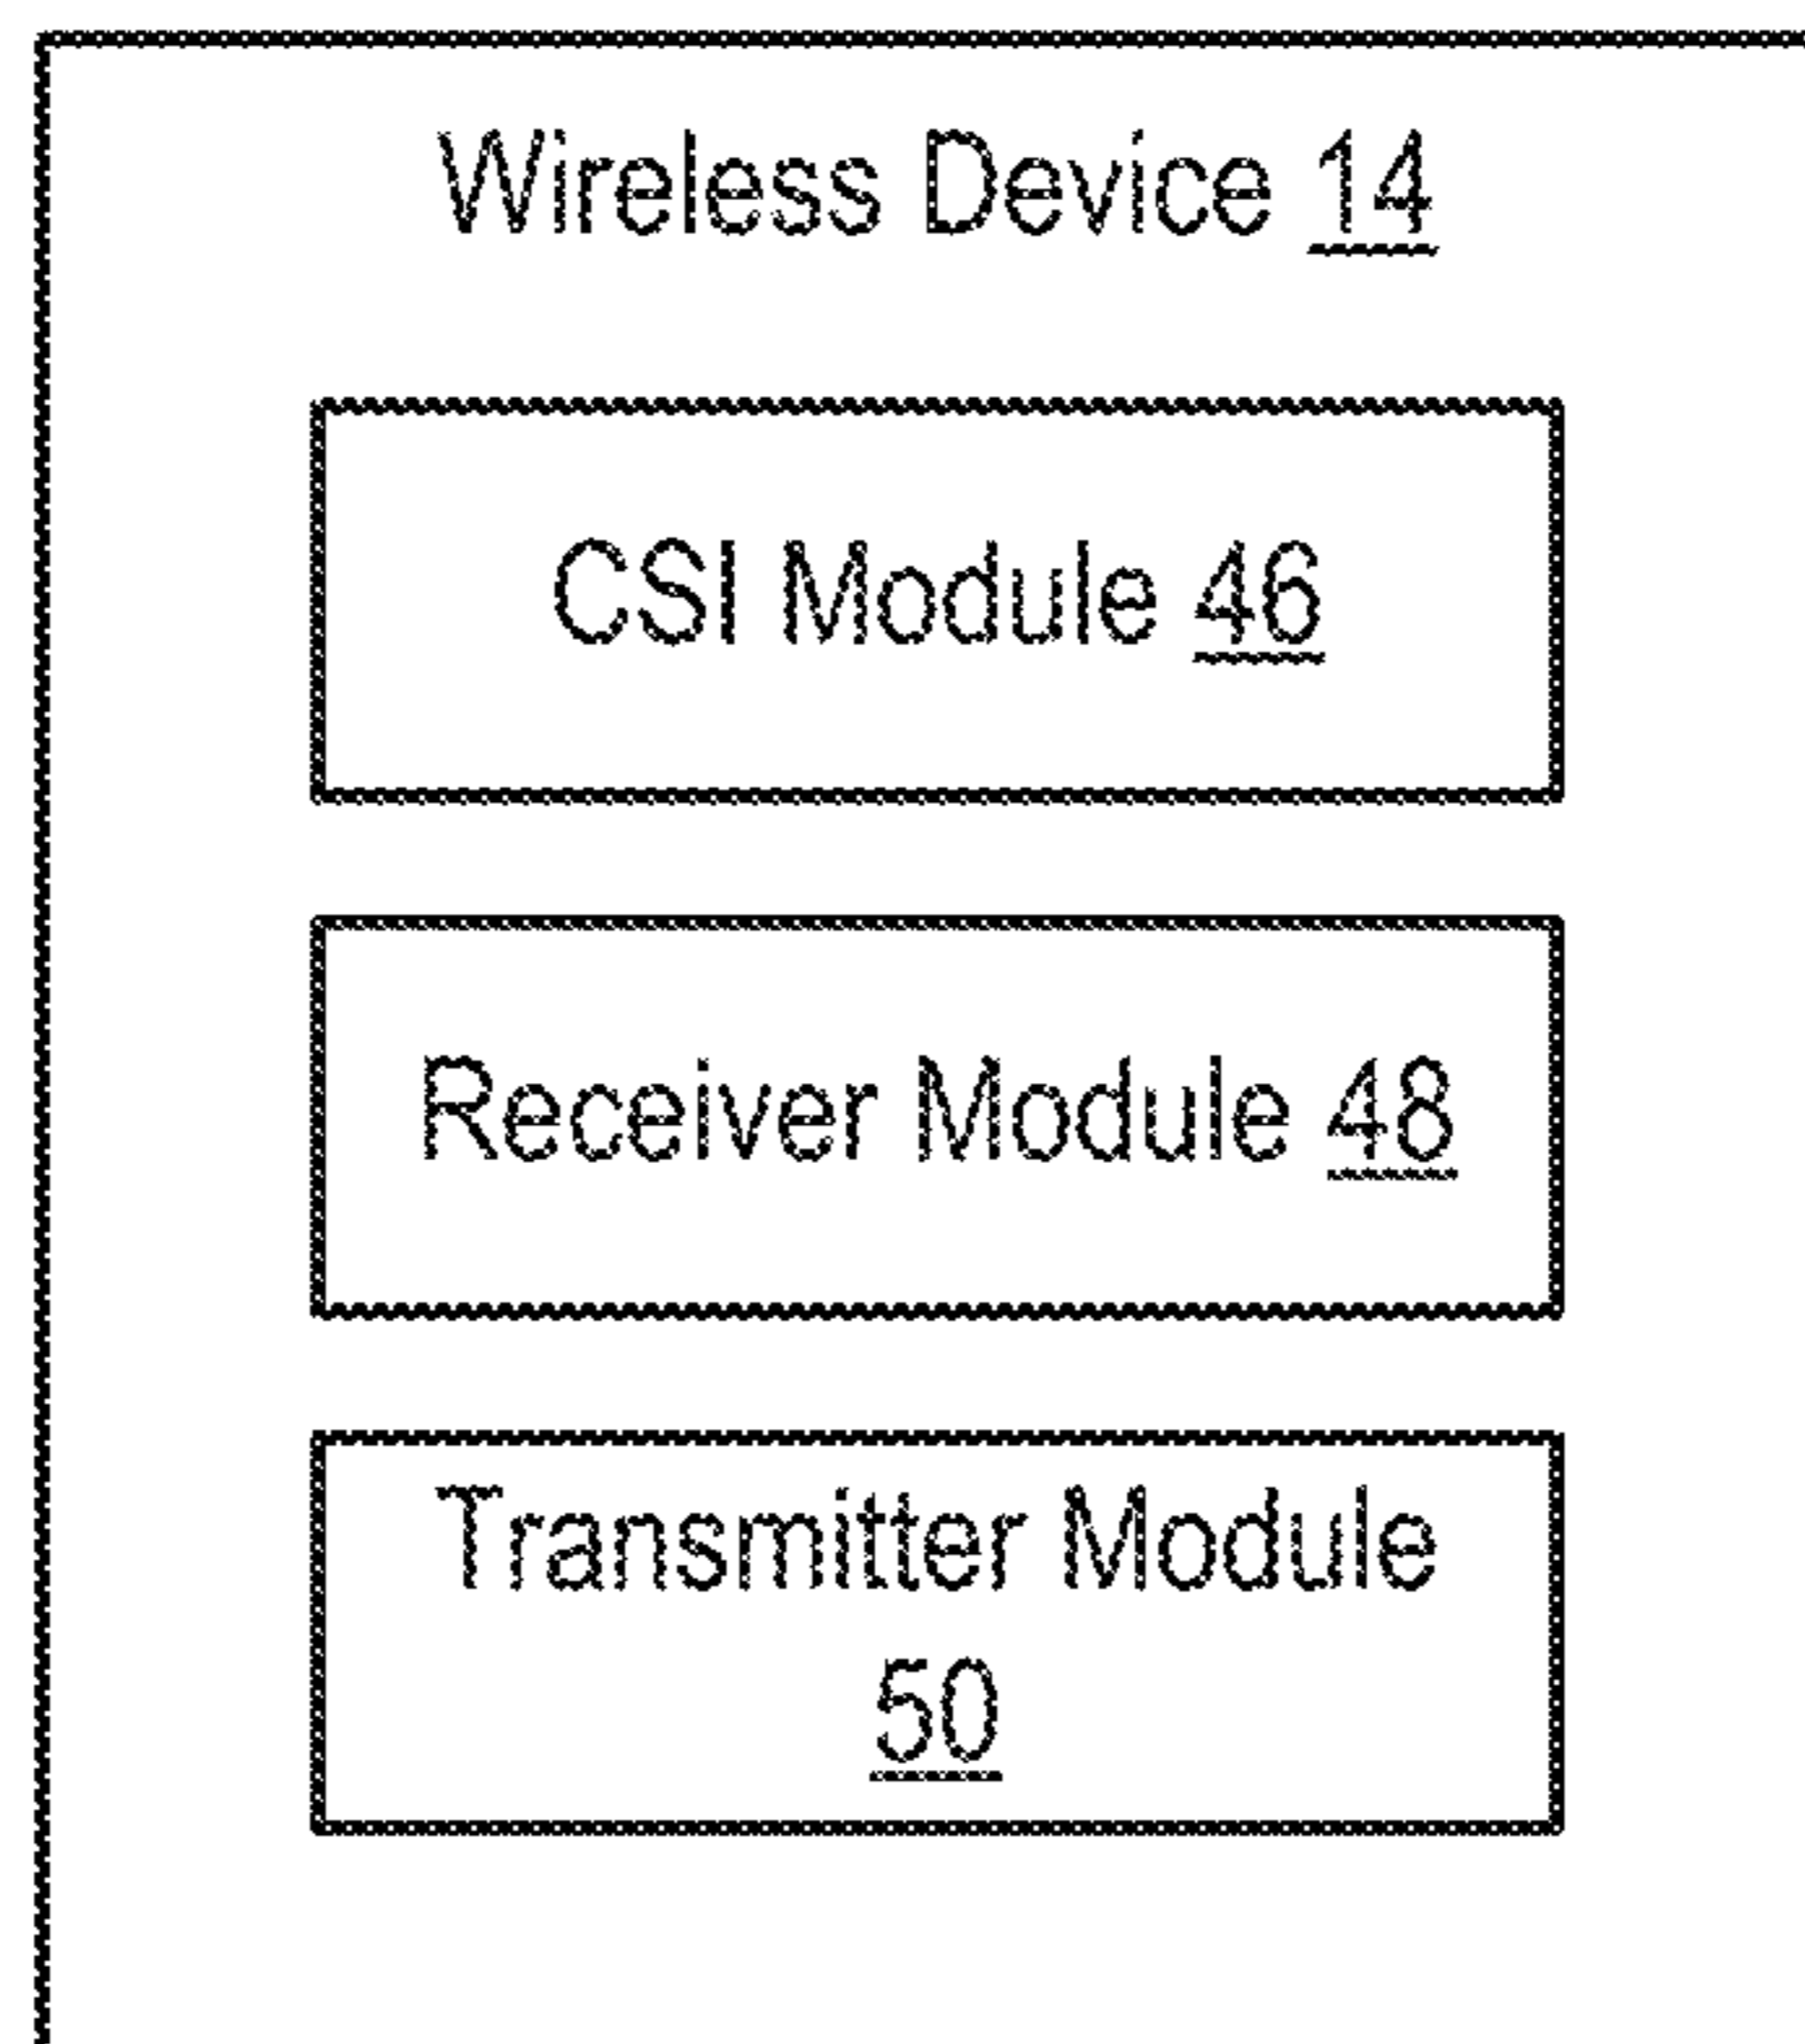 Wireless Device 14
CSI Module 46
Receiver Module 48
Transmitter Module
50